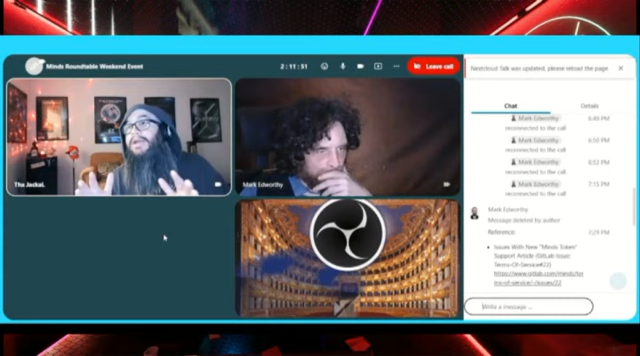 Minds Roundtable Weekend Event
2:11:51
Leave call
Nextcloud Talk was updated, please reload the page
Chat
Details
Mark Edworthy
6:49 PM
reconnected to the call
Mark Edworthy
6:50 PM
reconnected to the call
Mark Edworthy
6:52 PM
reconnected to the call
Mark Edworthy
7:15 PM
reconnected to the call
Mark Edworthy
Message deleted by author
Reference:
7:29 PM
Issues With New "Minds Token"
Support Article (GitLab Issue:
Terms-Of-Service#22)
https://www.gitlab.com/minds/ter
ms-of-service/-/issues/22
Write a message ...
The Jackal.
Mark Edworthy